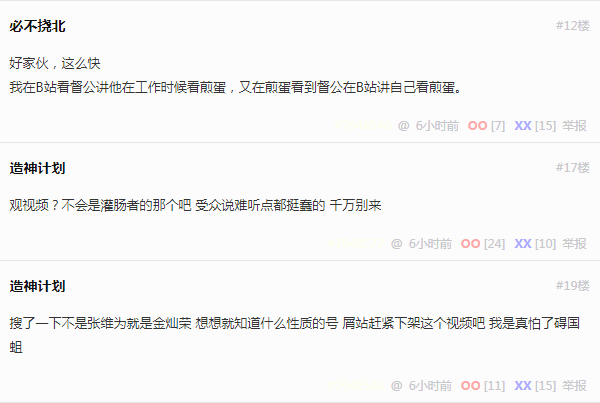 必不挠北 #12楼
好家伙，这么快
我在B站看督公讲他在工作时候看煎蛋，又在煎蛋看到督公在B站讲自己看煎蛋。
@ 6小时前 OO [7] XX [15] 举报
造神计划 #17楼
观视频？不会是灌肠者的那个吧 受众说难听点都挺蠢的 千万别来
@ 6小时前 OO [24] XX [10] 举报
造神计划 #19楼
搜了一下不是张维为就是金灿荣 想想就知道什么性质的号 屑站赶紧下架这个视频吧 我是真怕了碍国
蛆
@ 6小时前 OO [11] XX [15] 举报